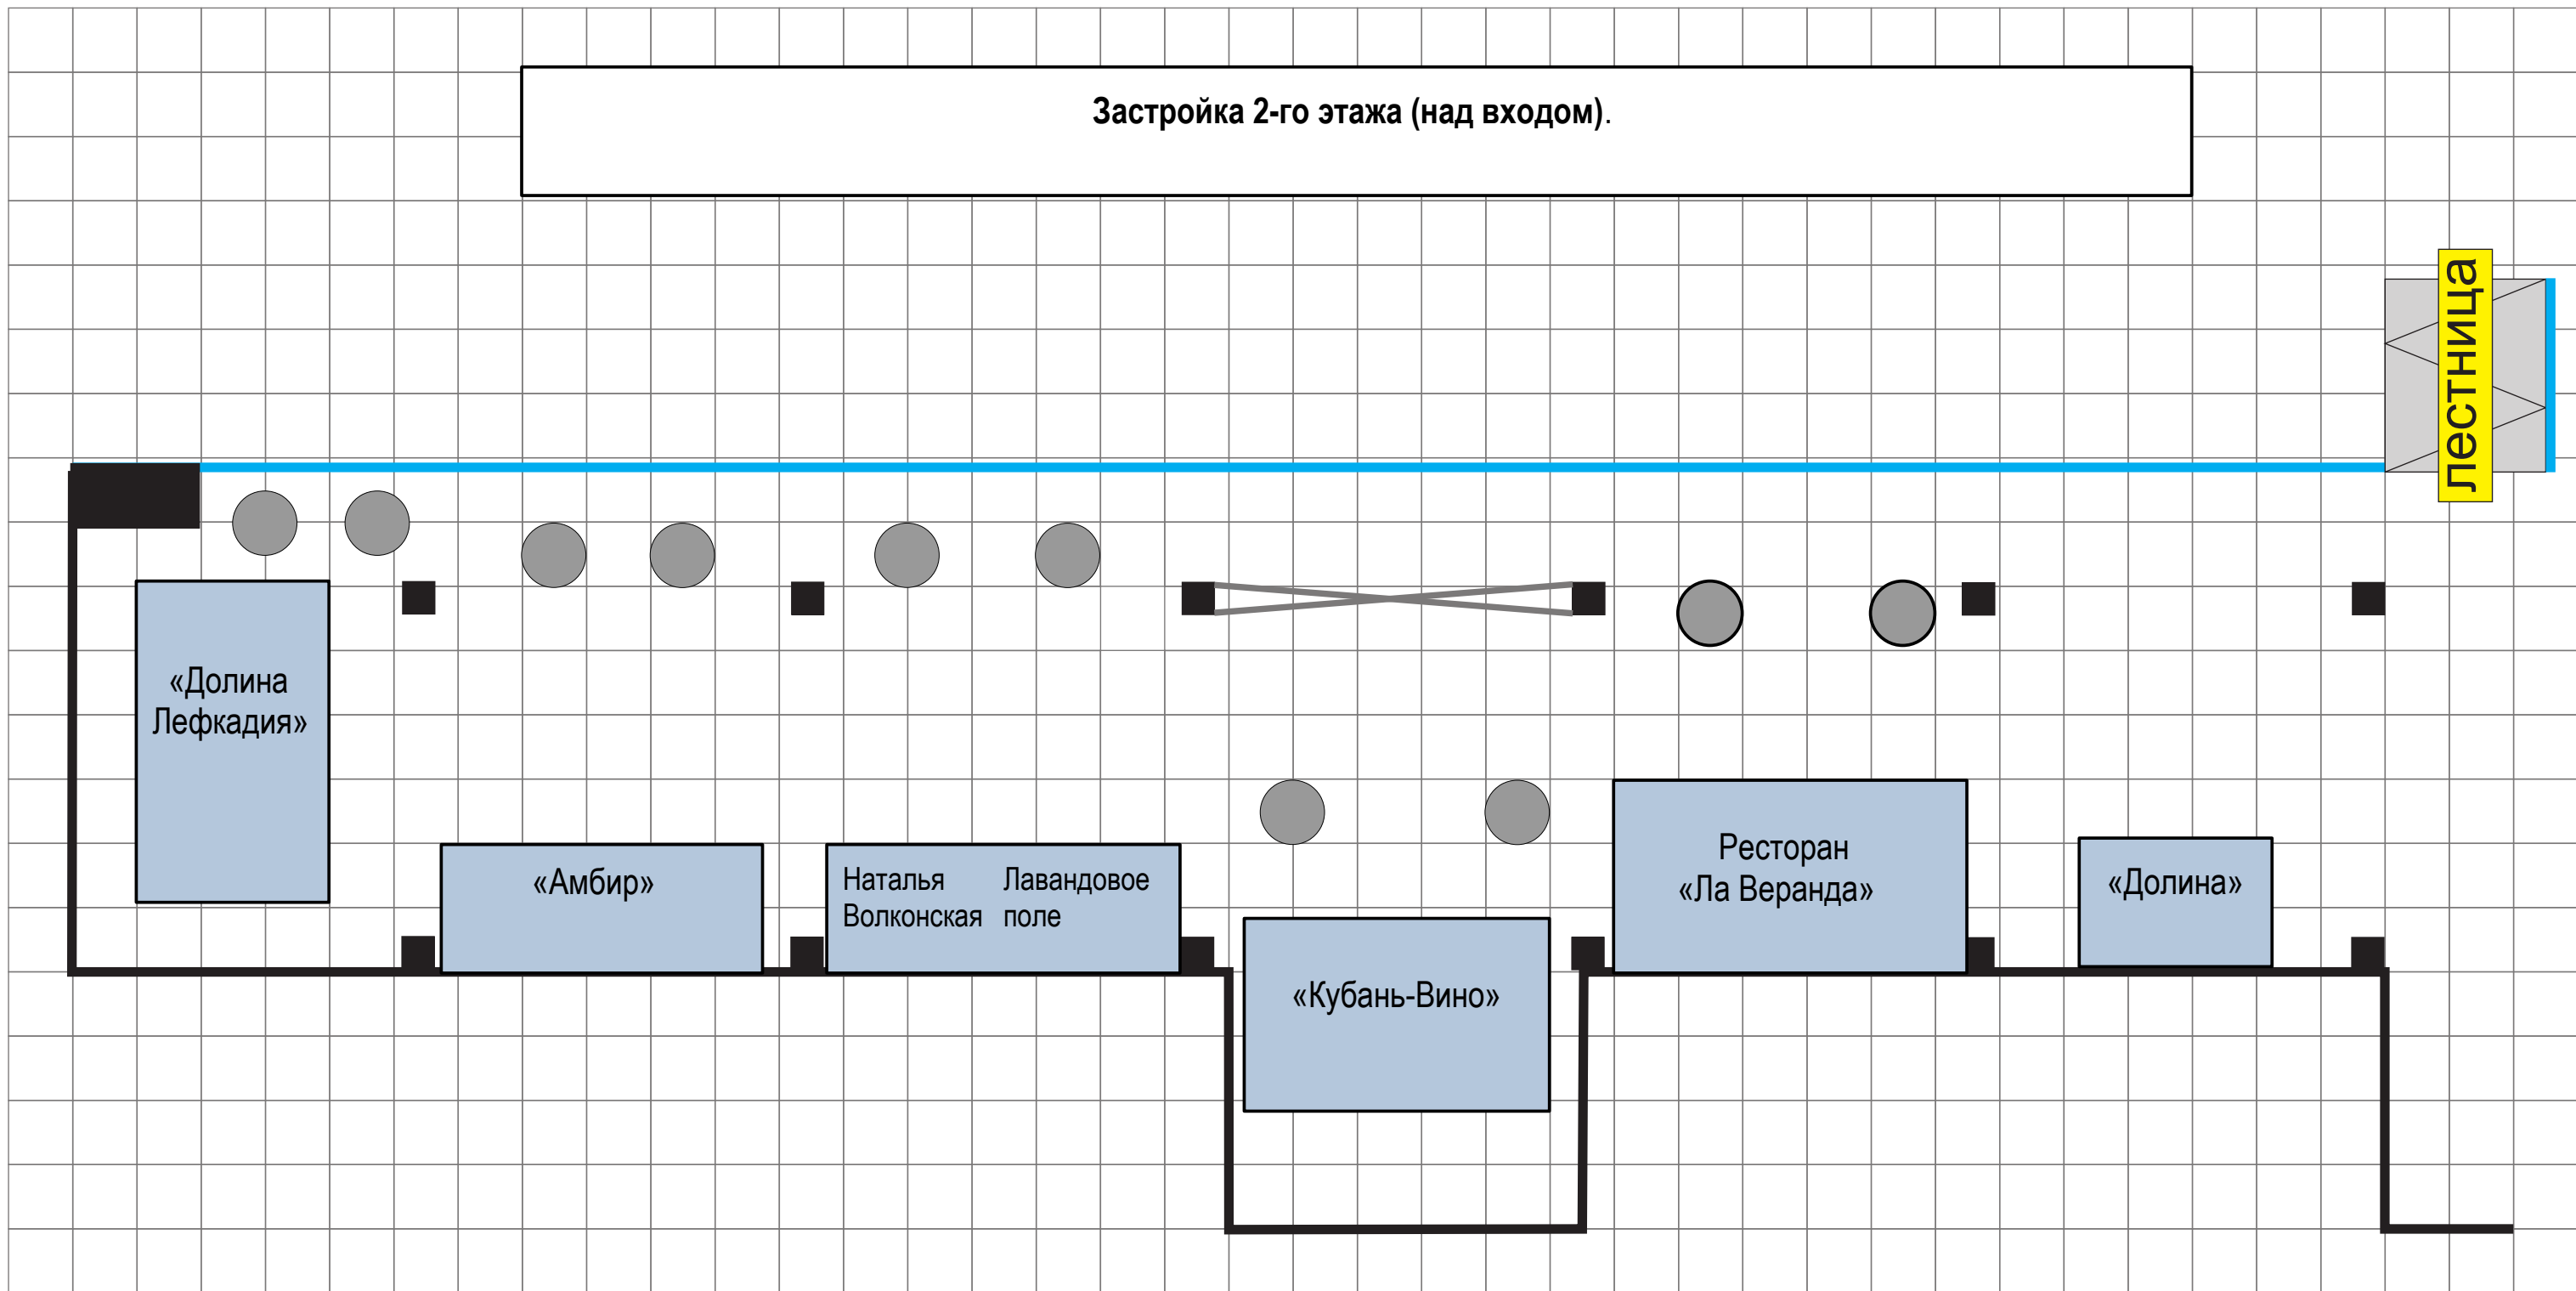 Застройка 2-го этажа (над входом).
лестница
«Долина
Лефкадия»
«Амбир»
Наталья
Волконская
Лавандовое
поле
«Кубань-Вино»
Ресторан
«Ла Веранда»
«Долина»